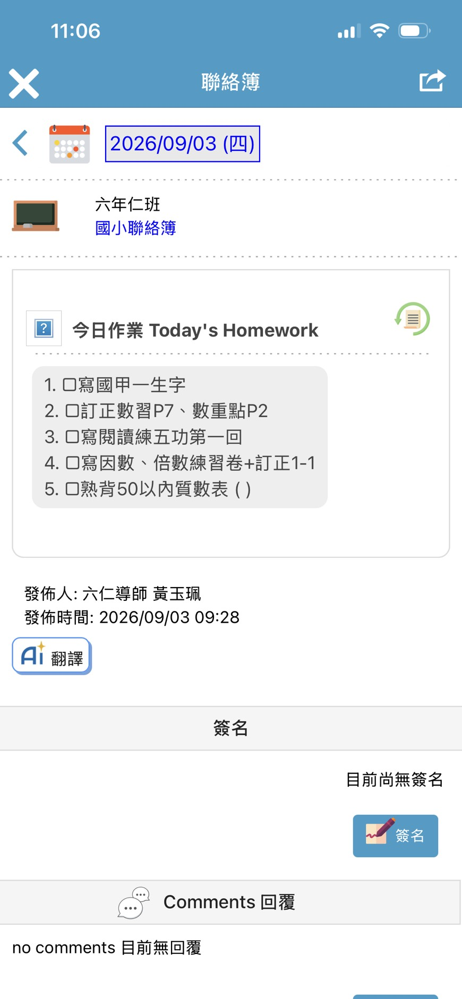 11:06
聯絡簿
2026/09/03 (四)
六年仁班
國小聯絡簿
今日作業 Today's Homework
1. ☐寫國甲一生字
2. ☐訂正數習P7、數重點P2
3. ☐寫閱讀練五功第一回
4. ☐寫因數、倍數練習卷+訂正1-1
5. ☐熟背50以內質數表 ( )
發佈人: 六仁導師 黃玉珮
發佈時間: 2026/09/03 09:28
Ai 翻譯
簽名
目前尚無簽名
簽名
Comments 回覆
no comments 目前無回覆